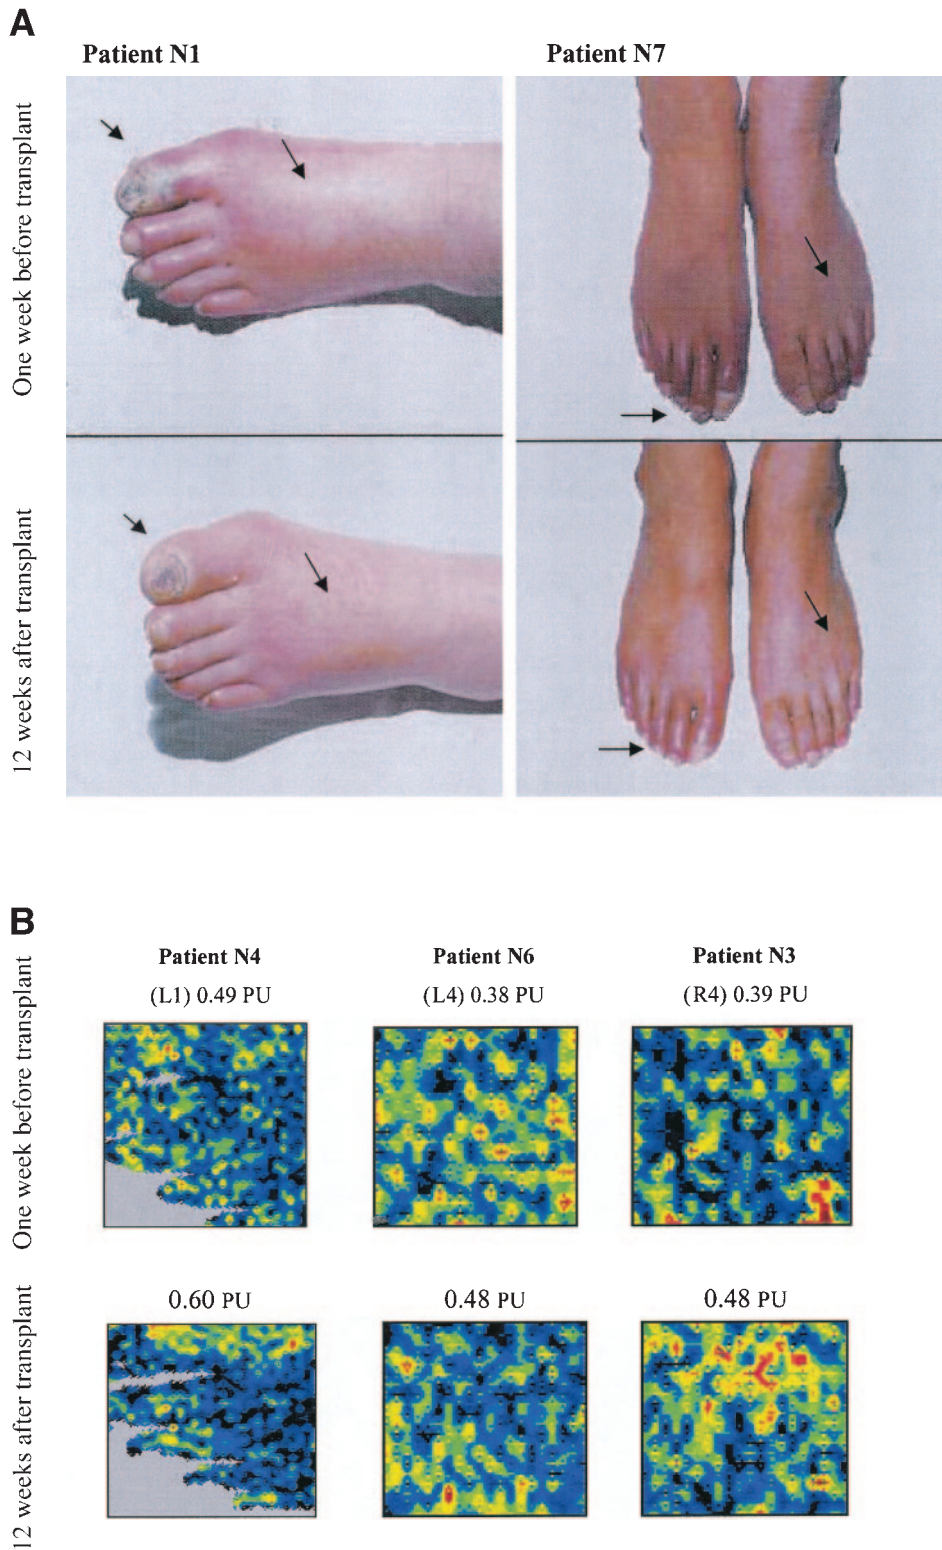 A
Patient N1
Patient N7
One week before transplant
12 weeks after transplant
B
Patient N4
Patient N6
Patient N3
One week before transplant
(L1) 0.49 PU
(L4) 0.38 PU
(R4) 0.39 PU
12 weeks after transplant
0.60 PU
0.48 PU
0.48 PU